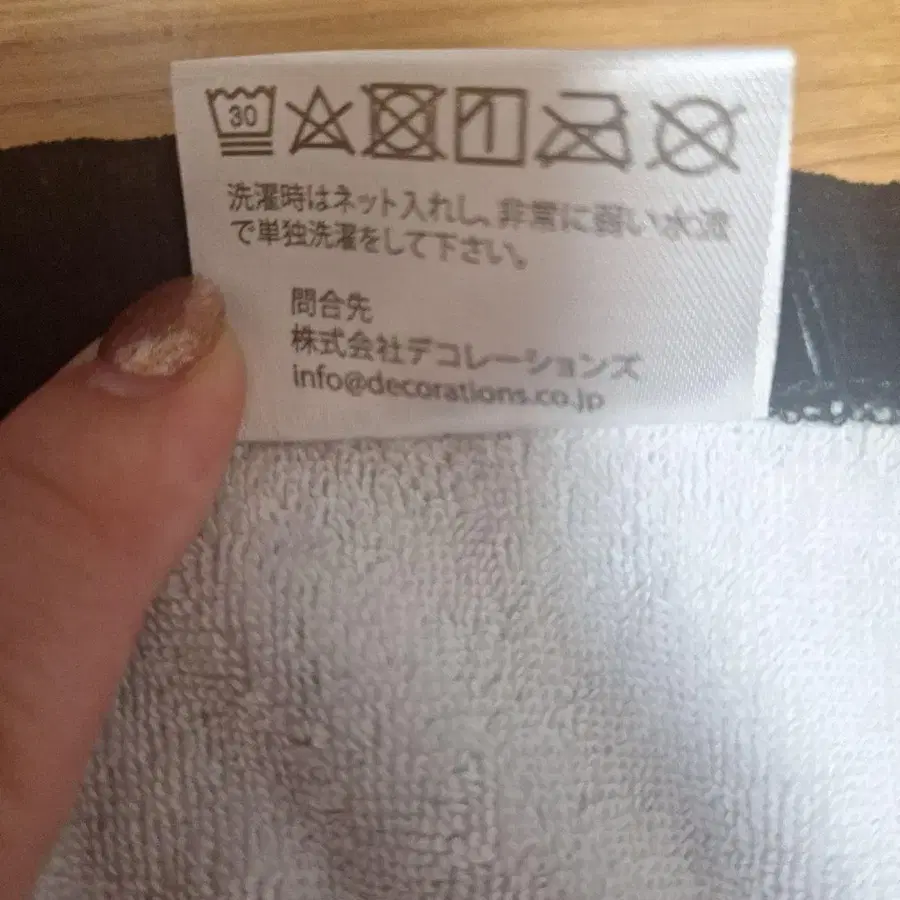 30
洗濯時はネット入れし、非常に弱い水流
で単独洗濯をして下さい。
問合先
株式会社デコレーションズ
info@decorations.co.jp